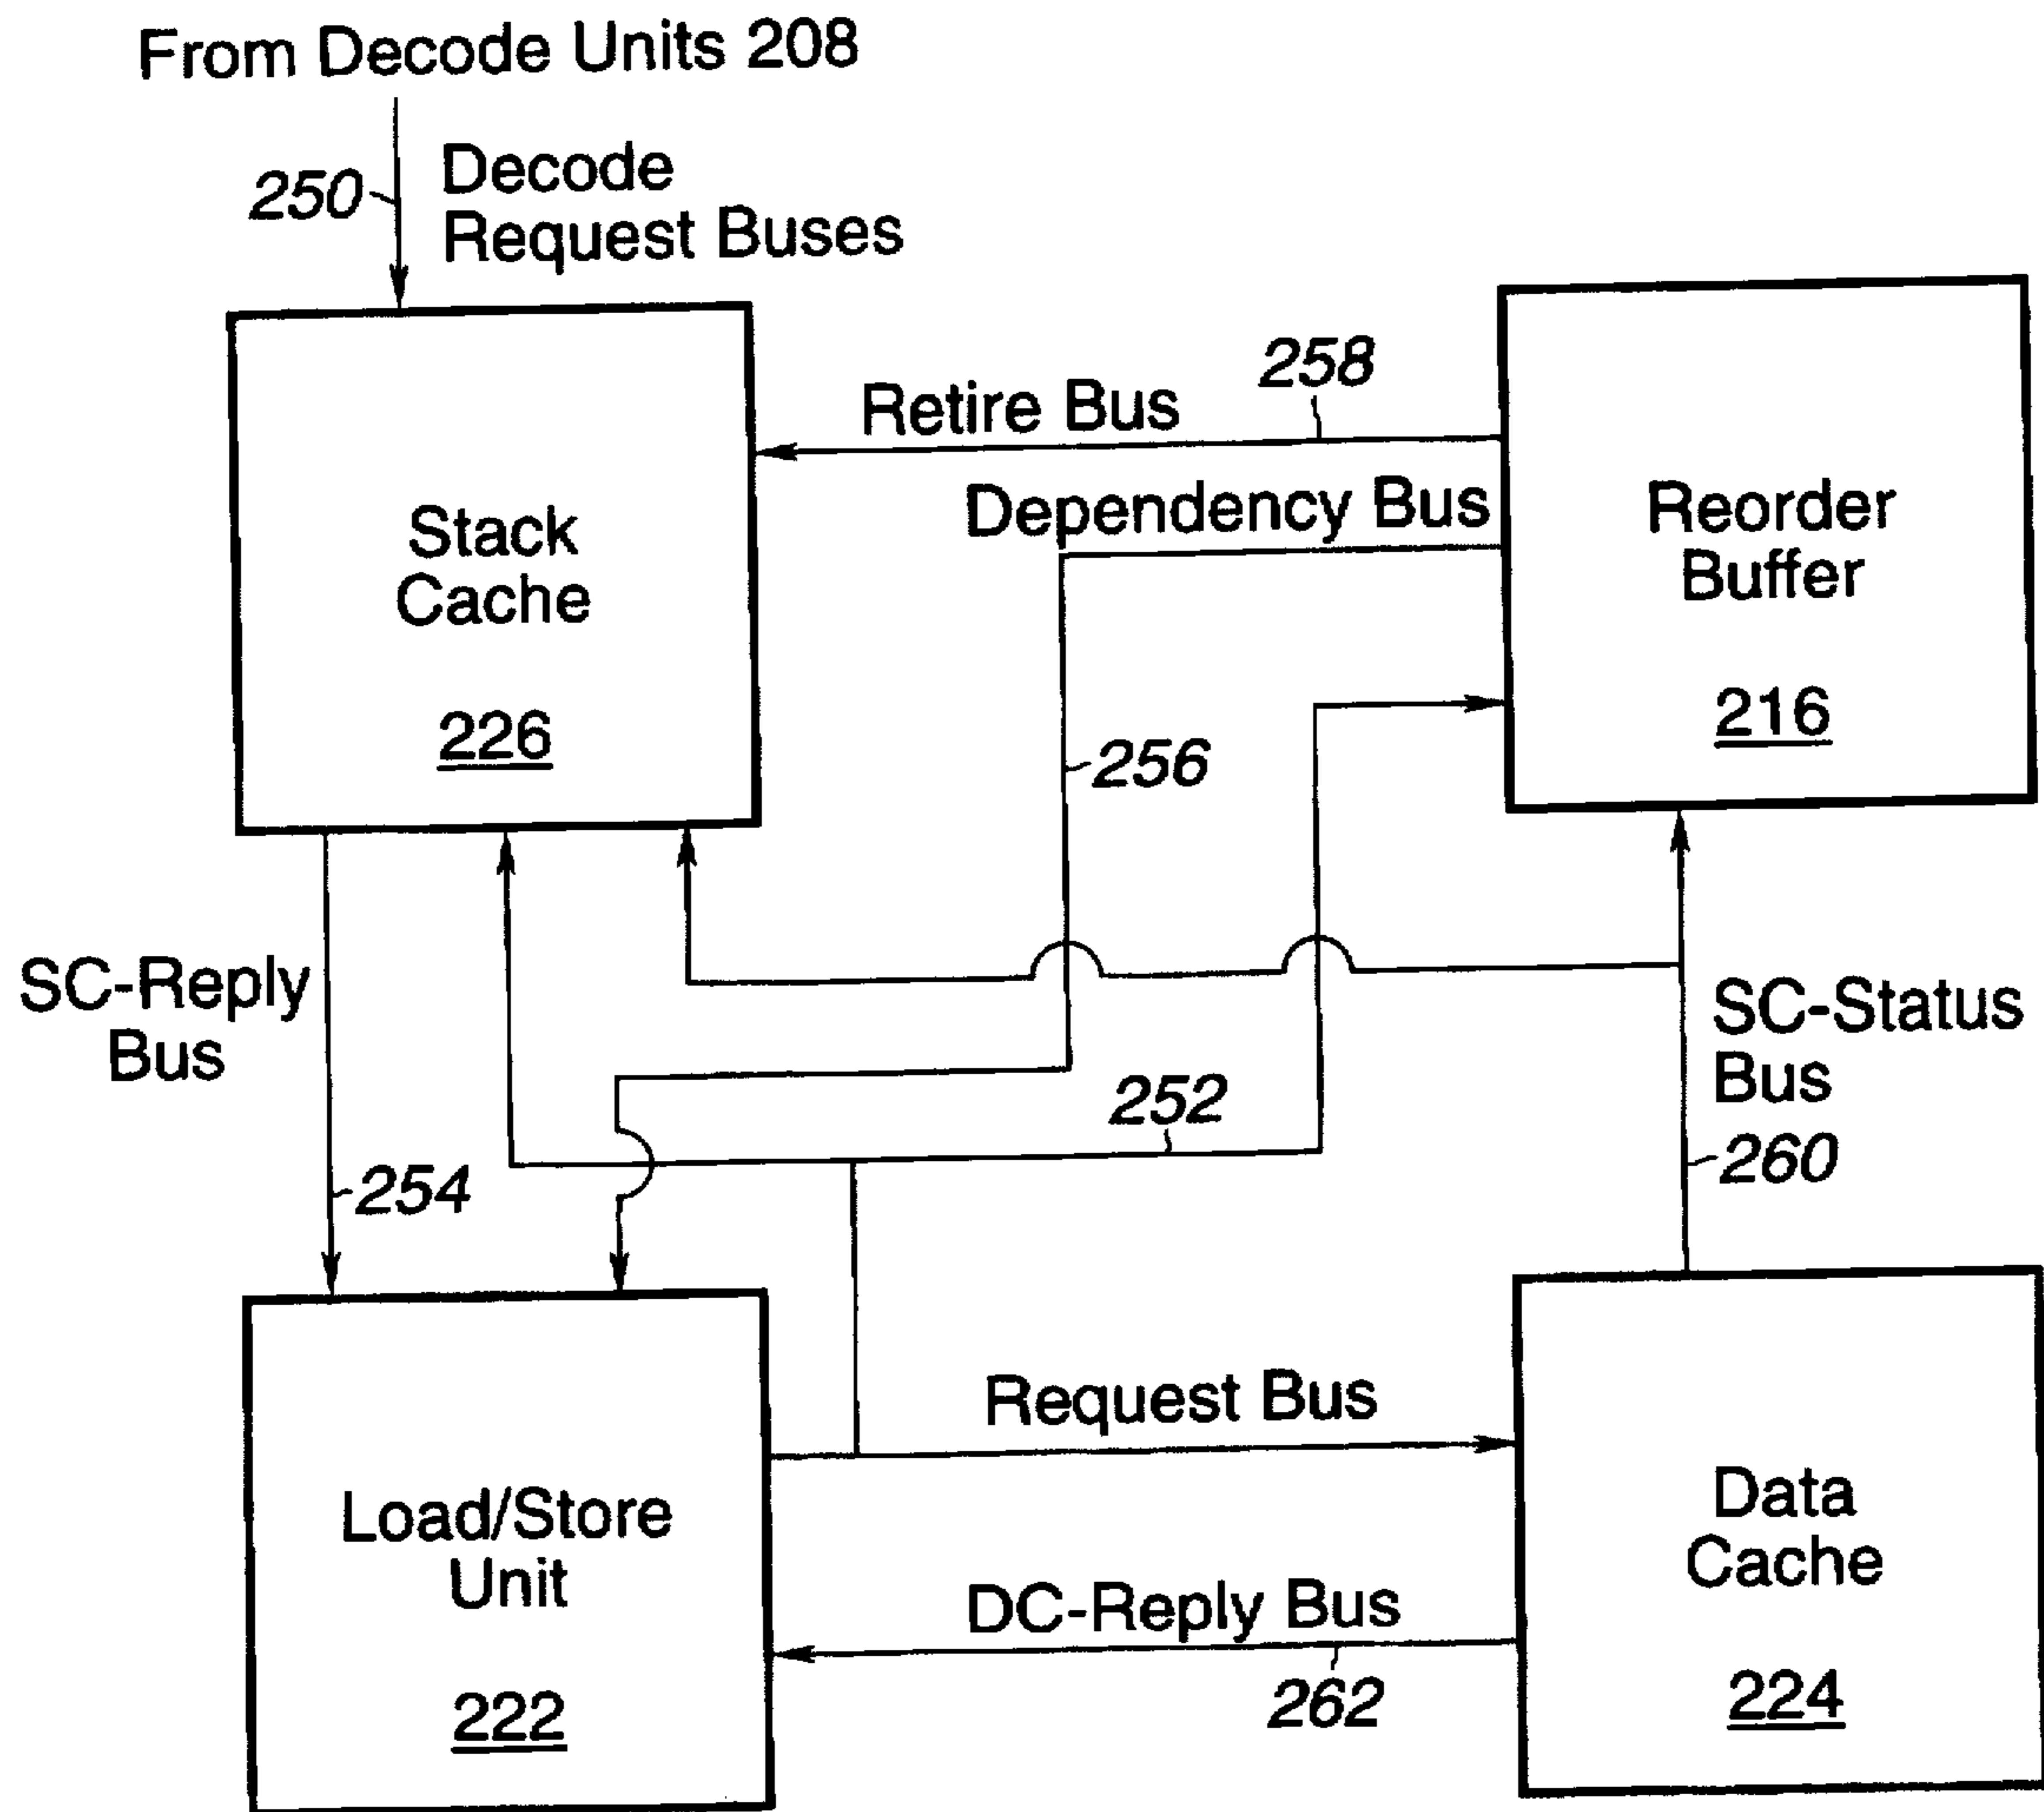 From Decode Units 208
250
Decode
Request Buses
258
Retire Bus
Dependency Bus
Stack
Cache
226
Reorder
Buffer
216
256
SC-Reply
Bus
SC-Status
Bus
252
254
260
Request Bus
Load/Store
Unit
222
DC-Reply Bus
262
Data
Cache
224